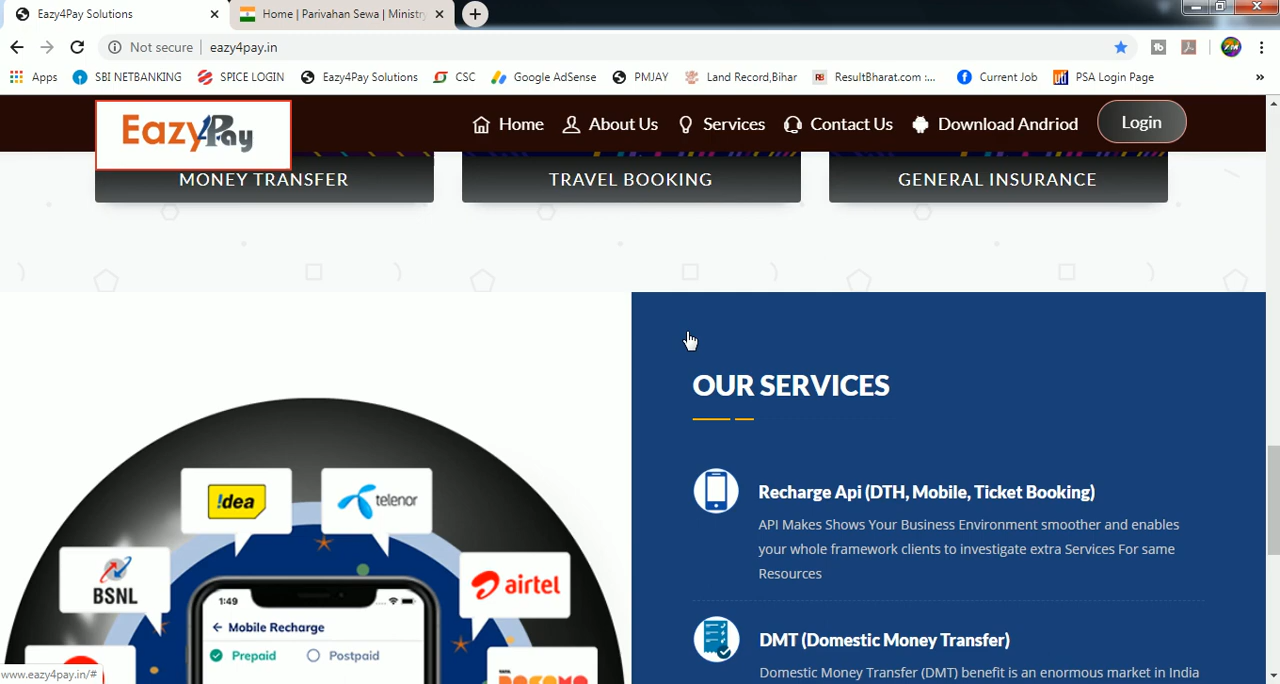 Eazy4Pay Solutions
Home | Parivahan Sewa | Ministry
Not secure
eazy4pay.in
Apps
SBI NETBANKING
SPICE LOGIN
Eazy4Pay Solutions
CSC
Google AdSense
PMJAY
Land Record,Bihar
RB
ResultBharat.com :...
Current Job
uti
PSA Login Page
»
Eazy4Pay
Home
About Us
Services
Contact Us
Download Andriod
Login
MONEY TRANSFER
TRAVEL BOOKING
GENERAL INSURANCE
OUR SERVICES
!dea
telenor
Recharge Api (DTH, Mobile, Ticket Booking)
API Makes Shows Your Business Environment smoother and enables
your whole framework clients to investigate extra Services For same
Resources
BSNL
airtel
1:49
Mobile Recharge
Prepaid
Postpaid
DMT (Domestic Money Transfer)
Domestic Money Transfer (DMT) benefit is an enormous market in India
DOCOMO
www.eazy4pay.in/#